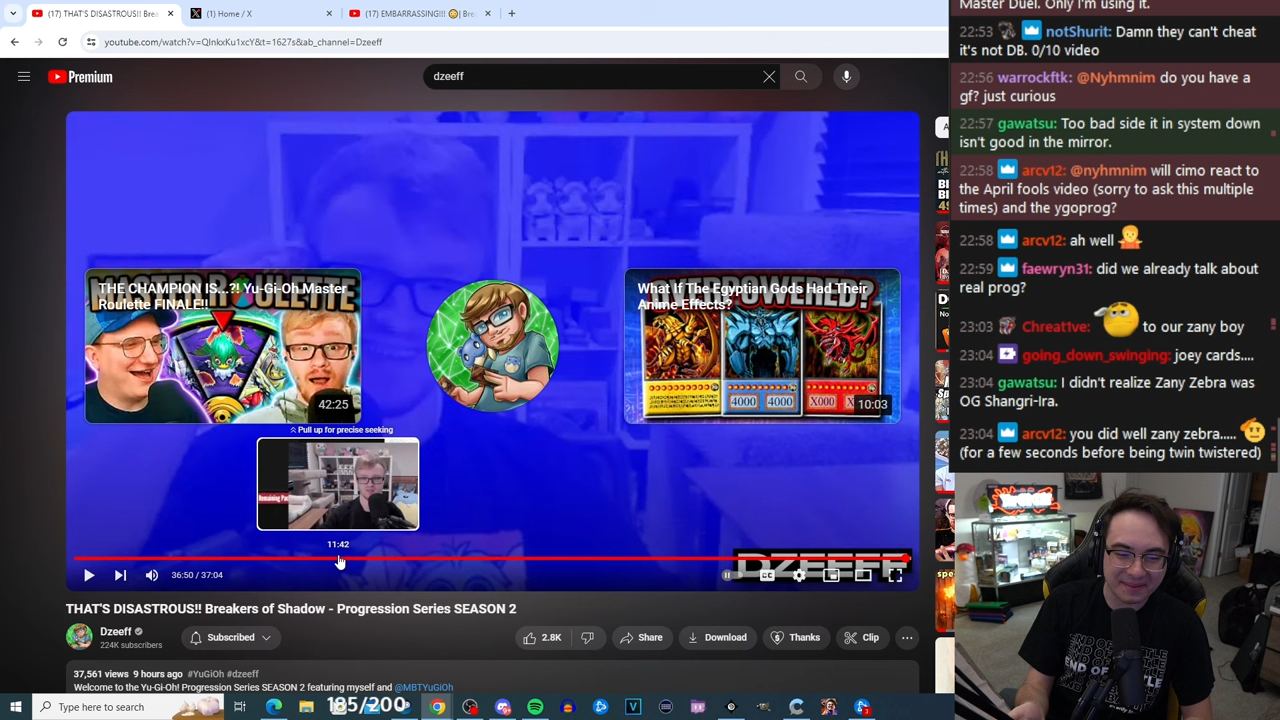 (17) THAT'S DISASTROUS!! Brea
(1) Home / X
(17) EMBARRASSING!!! | Bre
youtube.com/watch?v=QInkxKu1xcY&t=1627s&ab_channel=Dzeeff
Premium
dzeeff
THE CHAMPION IS...?! Yu-Gi-Oh Master
Roulette FINALE!!
42:25
What If The Egyptian Gods Had Their
Anime Effects?
4000
4000
X000
10:03
Pull up for precise seeking
11:42
DZEEFF
36:50 / 37:04
THAT'S DISASTROUS!! Breakers of Shadow - Progression Series SEASON 2
Dzeeff
224K subscribers
Subscribed
2.8K
Share
Download
Thanks
Clip
37,561 views 9 hours ago #YuGiOh #dzeeff
Welcome to the Yu-Gi-Oh! Progression Series SEASON 2 featuring myself and @MBTYuGiOh
Type here to search
185/200
Master Duel. Only I'm using it.
22:53 notShurit: Damn they can't cheat
it's not DB. 0/10 video
22:56 warrockftk: @Nyhmnim do you have a
gf? just curious
22:57 gawatsu: Too bad side it in system down
isn't good in the mirror.
22:58 arcv12: @nyhmnim will cimo react to
the April fools video (sorry to ask this multiple
times) and the ygoprog?
22:58 arcv12: ah well
22:59 faewryn31: did we already talk about
real prog?
23:03 Chreattve: to our zany boy
23:04 going_down_swinging: joey cards....
23:04 gawatsu: I didn't realize Zany Zebra was
OG Shangri-Ira.
23:04 arcv12: you did well zany zebra.....
(for a few seconds before being twin twistered)